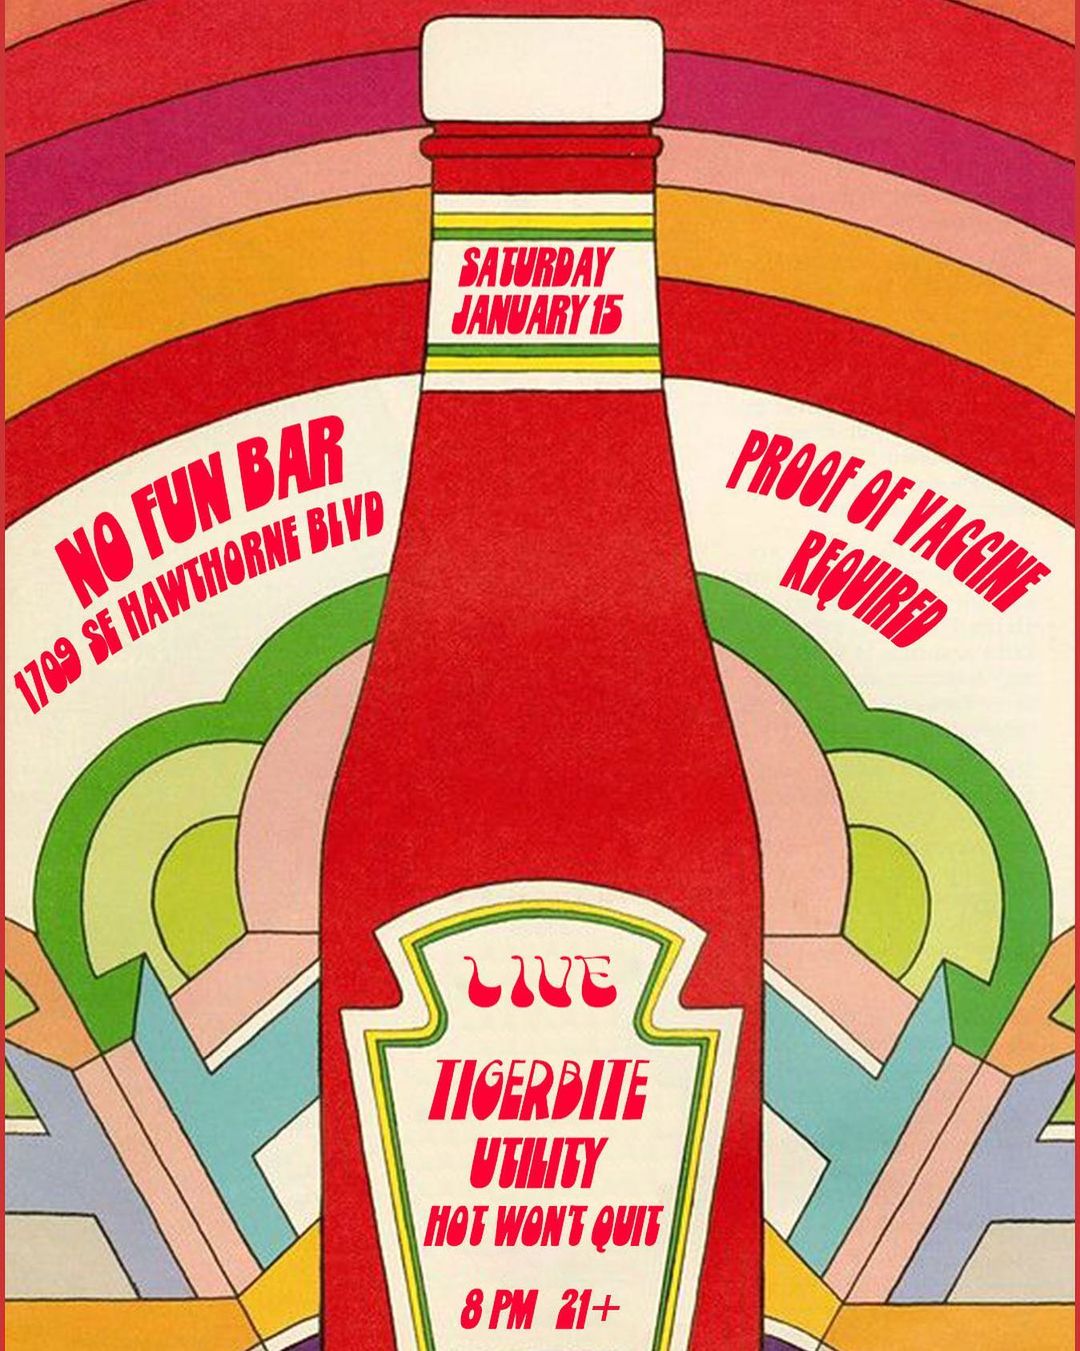 SATURDAY
JANUARY 15
NO FUN BAR
1709 SE HAWTHORNE BLVD
PROOF OF VACCINE
REQUIRED
LIVE
TIGERBITE
UTILITY
HOT WON'T QUIT
8 PM 21+